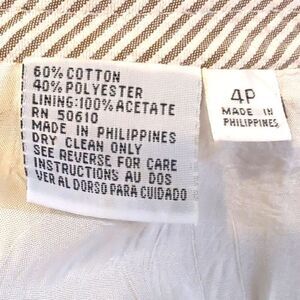 60% COTTON
40% POLYESTER
LINING: 100% ACETATE
RN 50610
MADE IN PHILIPPINES
DRY CLEAN ONLY
SEE REVERSE FOR CARE
INSTRUCTIONS AU DOS
VER AL DORSO PARA CUIDADO
4P
MADE IN
PHILIPPINES